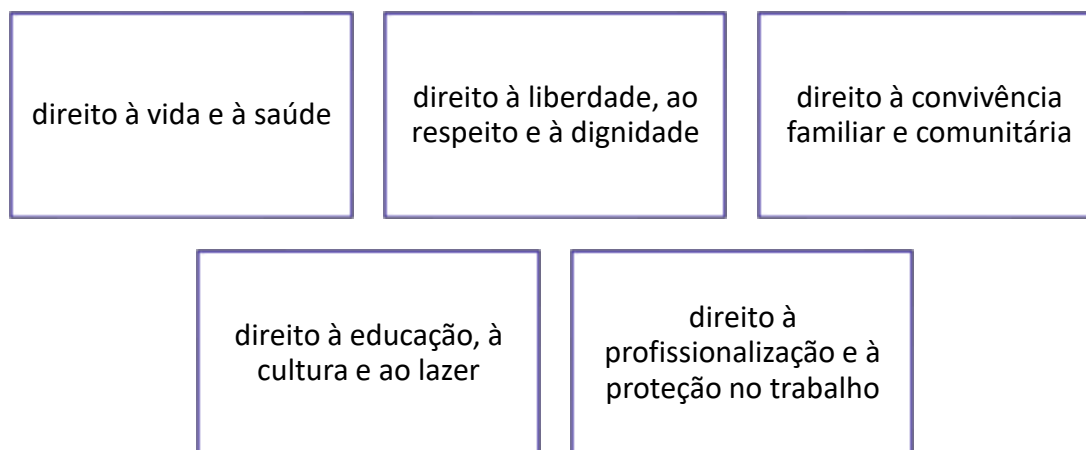 direito à vida e à saúde
direito à liberdade, ao
respeito e à dignidade
direito à convivência
familiar e comunitária
direito à educação, à
cultura e ao lazer
direito à
profissionalização e à
proteção no trabalho